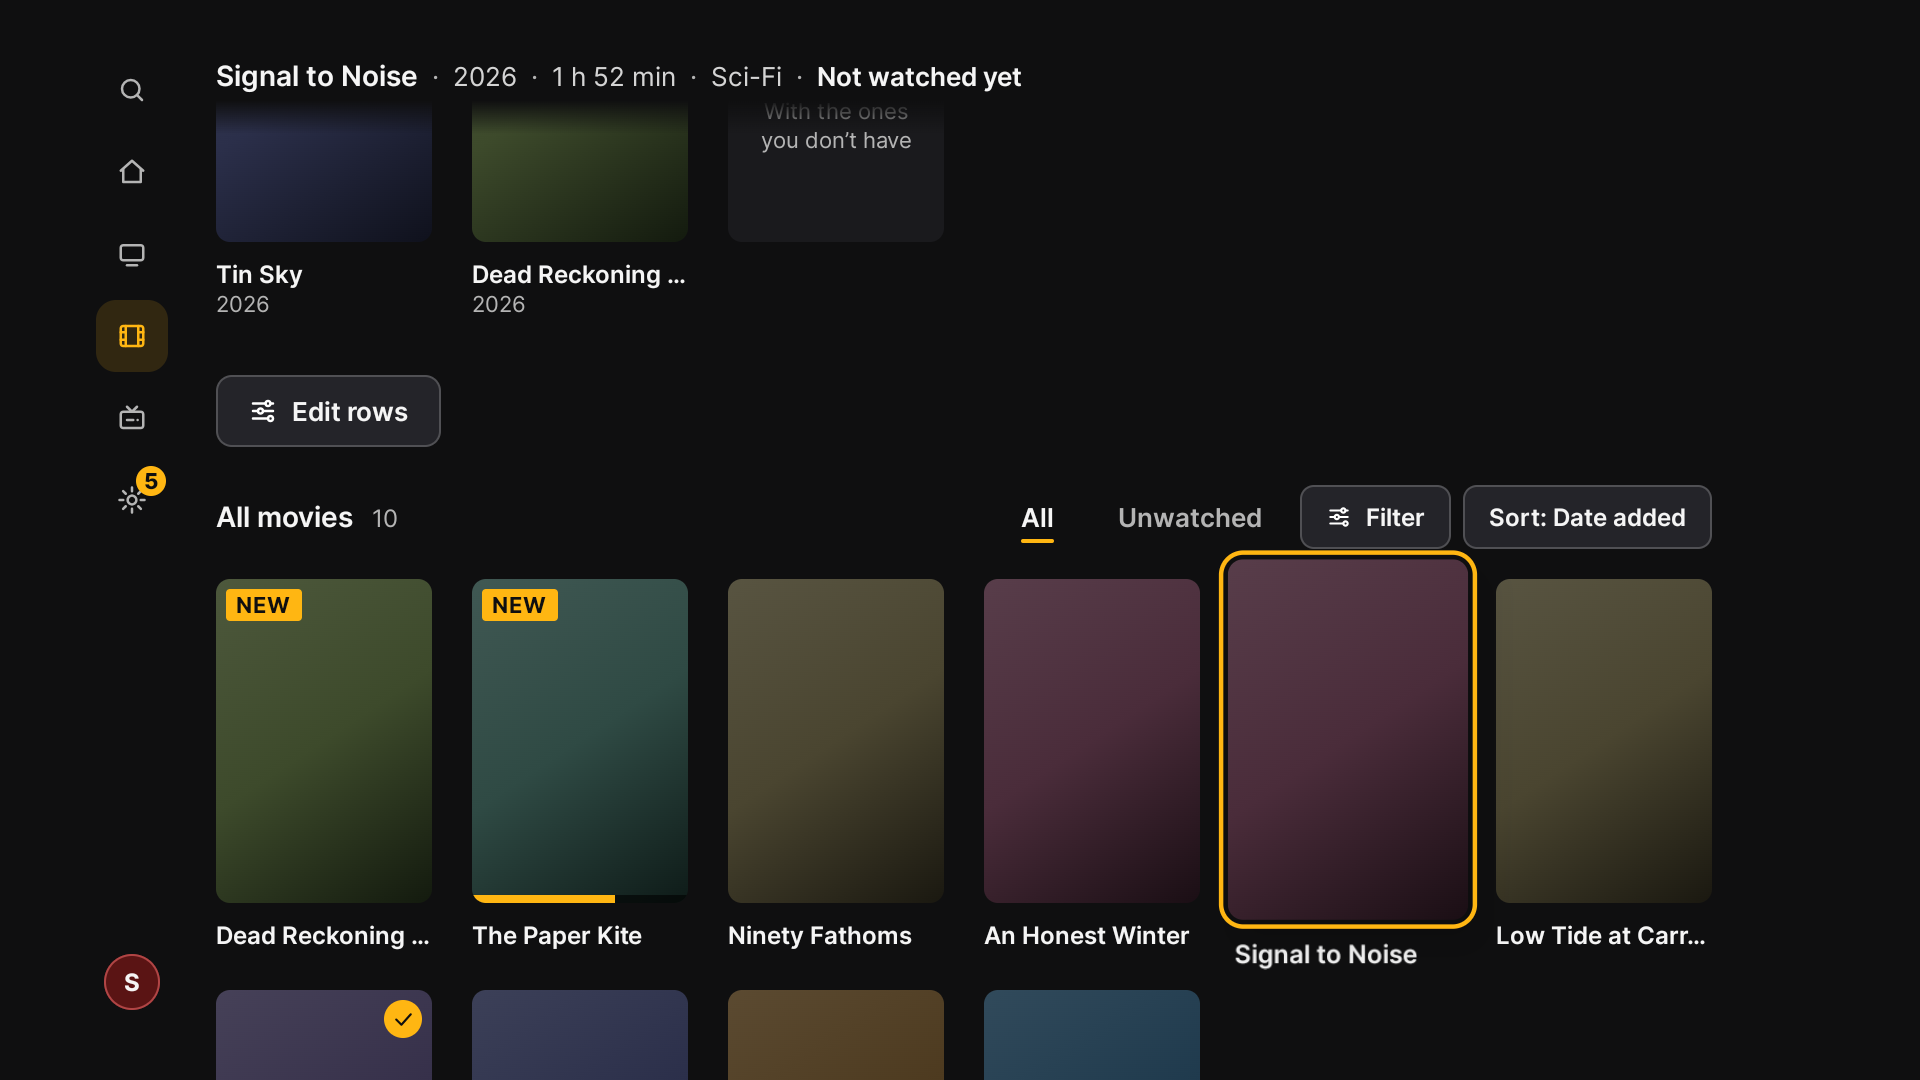 Signal to Noise · 2026 · 1 h 52 min · Sci-Fi · Not watched yet
With the ones
you don’t have
Tin Sky
2026
Dead Reckoning ...
2026
Edit rows
5
All movies 10
All
Unwatched
Filter
Sort: Date added
NEW
NEW
Dead Reckoning ...
The Paper Kite
Ninety Fathoms
An Honest Winter
Signal to Noise
Low Tide at Carr...
S